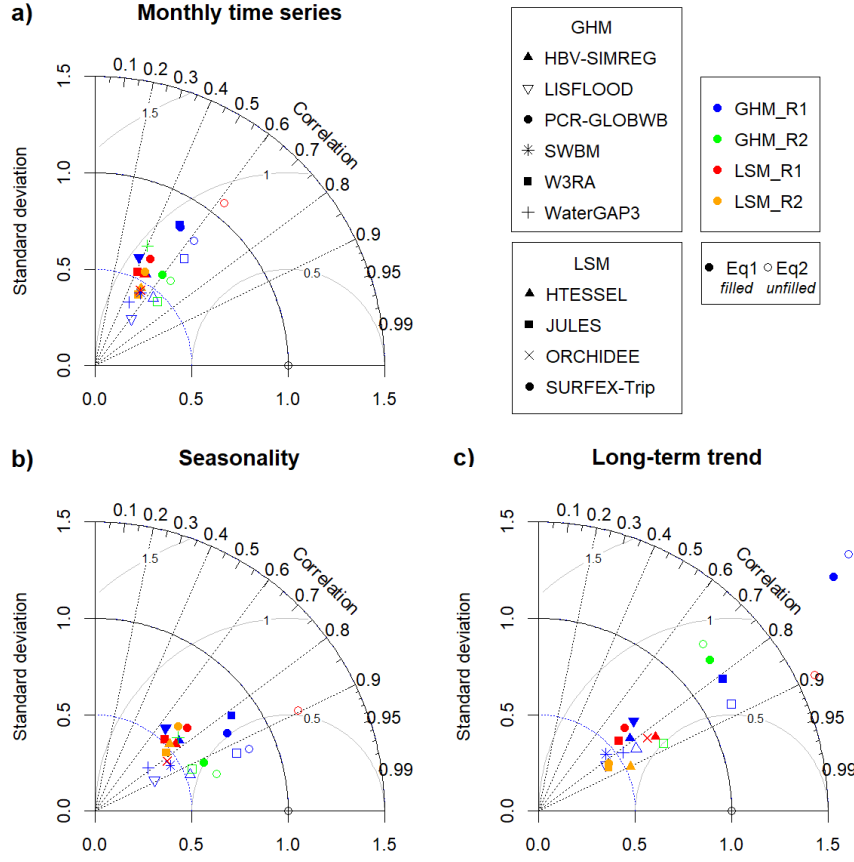 a) Monthly time series
Standard deviation
0.0 0.5 1.0 1.5
0.0 0.5 1.0 1.5
0.1 0.2 0.3 0.4 0.6 0.7 0.8 0.9 0.95 0.99
Correlation
1.5 1 0.5
GHM
HBV-SIMREG
LISFLOOD
PCR-GLOBWB
SWBM
W3RA
WaterGAP3
GHM_R1
GHM_R2
LSM_R1
LSM_R2
LSM
HTESSEL
JULES
ORCHIDEE
SURFEX-Trip
Eq1 Eq2
filled unfilled
b) Seasonality
Standard deviation
0.0 0.5 1.0 1.5
0.0 0.5 1.0 1.5
0.1 0.2 0.3 0.4 0.6 0.7 0.8 0.9 0.95 0.99
Correlation
1.5 1 0.5
c) Long-term trend
Standard deviation
0.0 0.5 1.0 1.5
0.0 0.5 1.0 1.5
0.1 0.2 0.3 0.4 0.6 0.7 0.8 0.9 0.95 0.99
Correlation
1.5 1 0.5